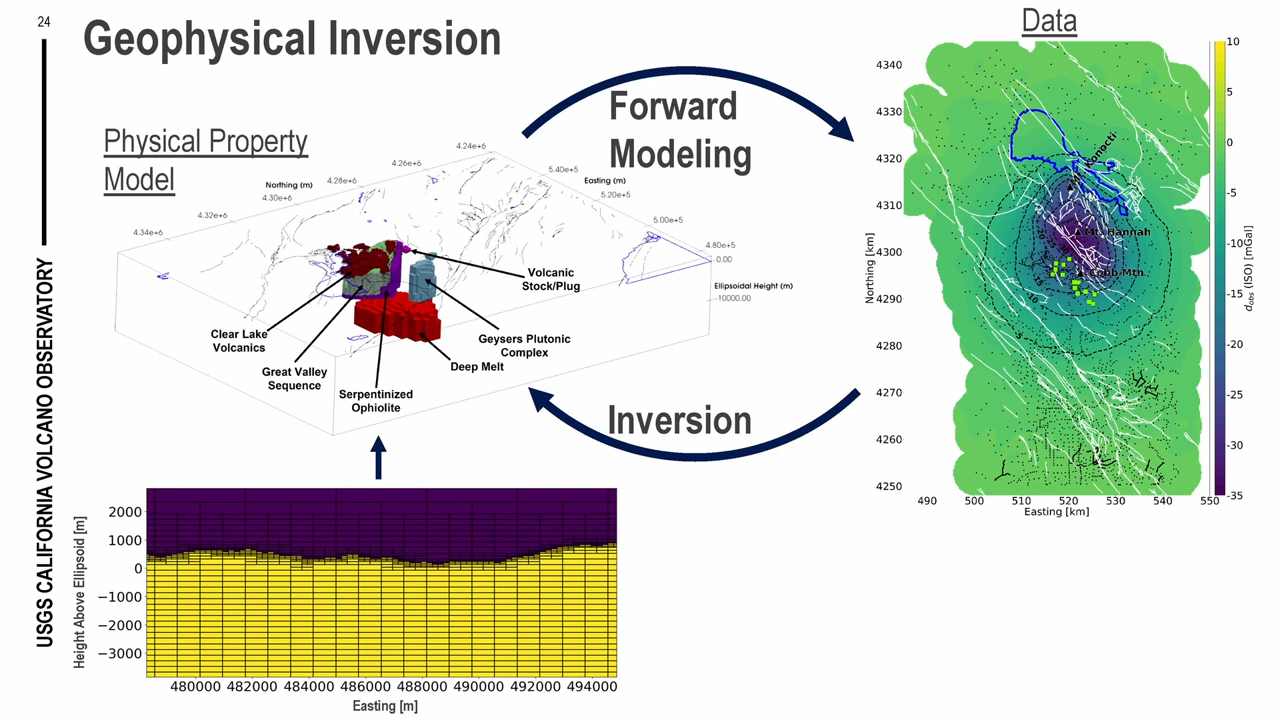 24
USGS CALIFORNIA VOLCANO OBSERVATORY
Geophysical Inversion
Physical Property
Model
Forward
Modeling
Inversion
Data
4.24e+6
4.26e+6
4.28e+6
4.30e+6
4.32e+6
4.34e+6
Northing (m)
Easting (m)
5.40e+5
5.20e+5
5.00e+5
4.80e+5
0.00
Ellipsoidal Height (m)
-10000.00
Volcanic
Stock/Plug
Clear Lake
Volcanics
Great Valley
Sequence
Serpentinized
Ophiolite
Geysers Plutonic
Complex
Deep Melt
Height Above Ellipsoid [m]
2000
1000
0
−1000
−2000
−3000
480000 482000 484000 486000 488000 490000 492000 494000
Easting [m]
Northing [km]
4340
4330
4320
4310
4300
4290
4280
4270
4260
4250
490 500 510 520 530 540 550
Easting [km]
Konocti
Mt. Hannah
Cobb Mtn.
10
5
0
-5
-10
-15
-20
-25
-30
-35
dobs (ISO) [mGal]